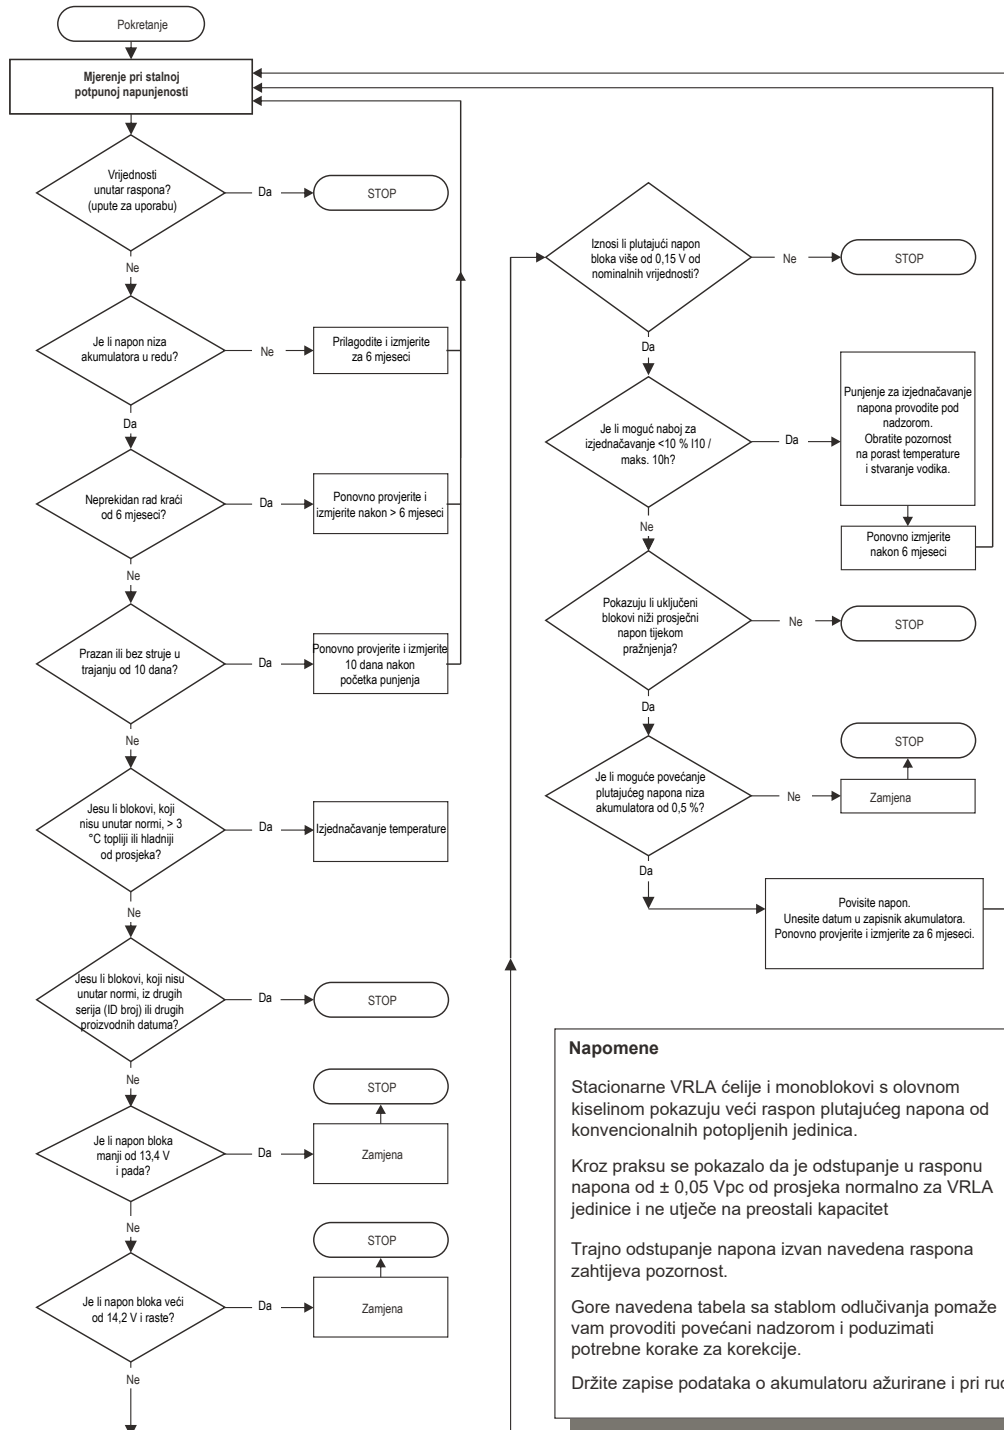 Pokretanje
Mjerenje pri stalnoj
potpunoj napunjenosti
Vrijednosti
unutar raspona?
(upute za uporabu)
Da
STOP
Ne
Je li napon niza
akumulatora u redu?
Ne
Prilagodite i izmjerite
za 6 mjeseci
Da
Neprekidan rad kraći
od 6 mjeseci?
Da
Ponovno provjerite i
izmjerite nakon > 6 mjeseci
Ne
Prazan ili bez struje u
trajanju od 10 dana?
Da
Ponovno provjerite i izmjerite
10 dana nakon
početka punjenja
Ne
Jesu li blokovi, koji
nisu unutar normi, > 3
°C topliji ili hladniji
od prosjeka?
Da
Izjednačavanje temperature
Ne
Jesu li blokovi, koji nisu
unutar normi, iz drugih
serija (ID broj) ili drugih
proizvodnih datuma?
Da
STOP
Ne
STOP
Je li napon bloka
manji od 13,4 V
i pada?
Da
Zamjena
Ne
STOP
Je li napon bloka veći
od 14,2 V i raste?
Da
Zamjena
Ne
Iznosi li plutajući napon
bloka više od 0,15 V od
nominalnih vrijednosti?
Ne
STOP
Da
Je li moguć naboj za
izjednačavanje <10 % I10 /
maks. 10h?
Da
Punjenje za izjednačavanje
napona provodite pod
nadzorom.
Obratite pozornost
na porast temperature
i stvaranje vodika.
Ponovno izmjerite
nakon 6 mjeseci
Ne
Pokazuju li uključeni
blokovi niži prosječni
napon tijekom
pražnjenja?
Ne
STOP
Da
STOP
Je li moguće povećanje
plutajućeg napona niza
akumulatora od 0,5 %?
Ne
Zamjena
Da
Povisite napon.
Unesite datum u zapisnik akumulatora.
Ponovno provjerite i izmjerite za 6 mjeseci.
Napomene
Stacionarne VRLA ćelije i monoblokovi s olovnom
kiselinom pokazuju veći raspon plutajućeg napona od
konvencionalnih potopljenih jedinica.
Kroz praksu se pokazalo da je odstupanje u rasponu
napona od ± 0,05 Vpc od prosjeka normalno za VRLA
jedinice i ne utječe na preostali kapacitet
Trajno odstupanje napona izvan navedena raspona
zahtijeva pozornost.
Gore navedena tabela sa stablom odlučivanja pomaže
vam provoditi povećani nadzorom i poduzimati
potrebne korake za korekcije.
Držite zapise podataka o akumulatoru ažurirane i pri